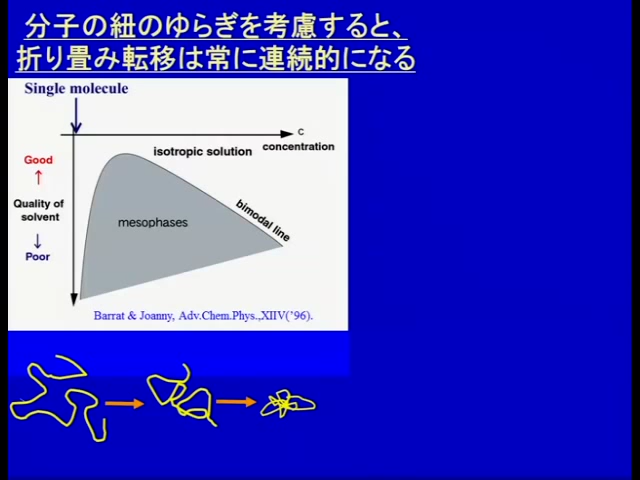 分子の紐のゆらぎを考慮すると、
折り畳み転移は常に連続的になる
Single molecule
c
concentration
isotropic solution
Good
Quality of
solvent
Poor
mesophases
bimodal line
Barrat & Joanny, Adv.Chem.Phys.,XIIV('96).